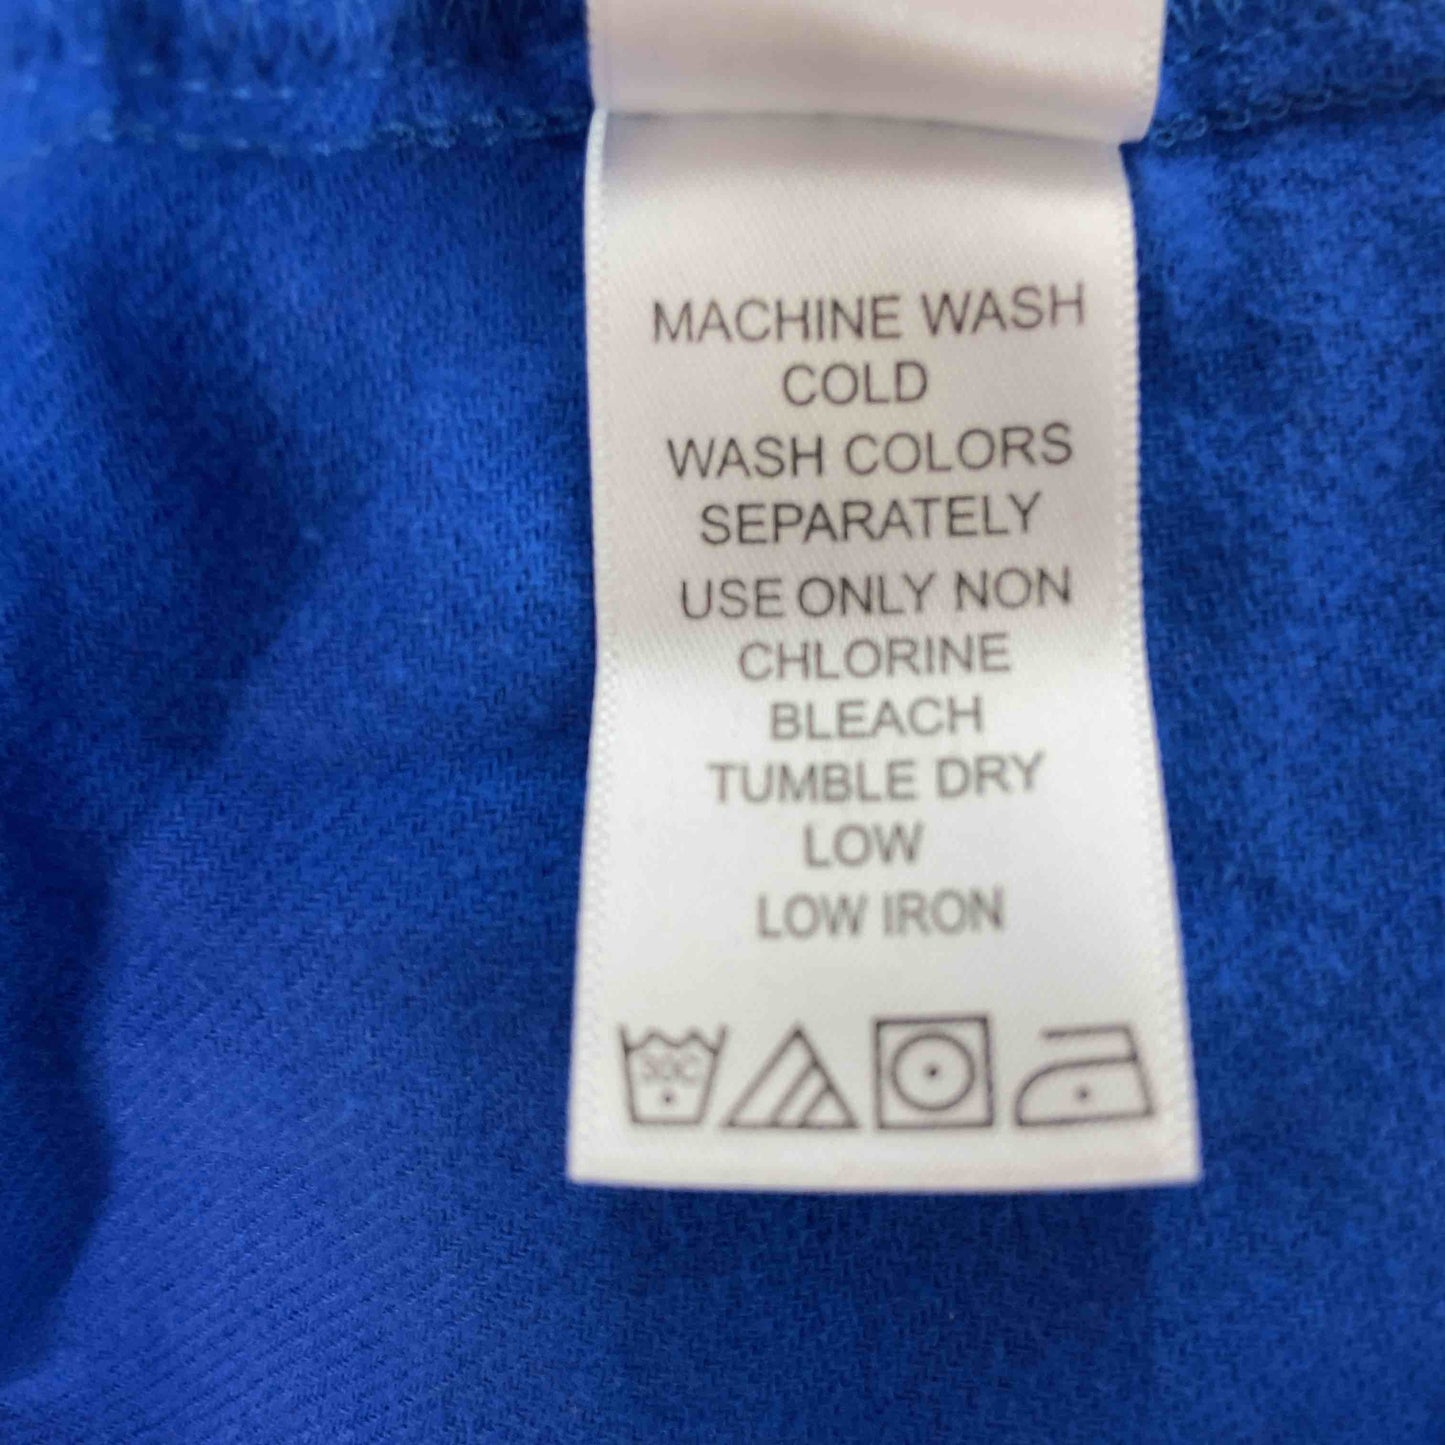 MACHINE WASH
COLD
WASH COLORS
SEPARATELY
USE ONLY NON
CHLORINE
BLEACH
TUMBLE DRY
LOW
LOW IRON
30C